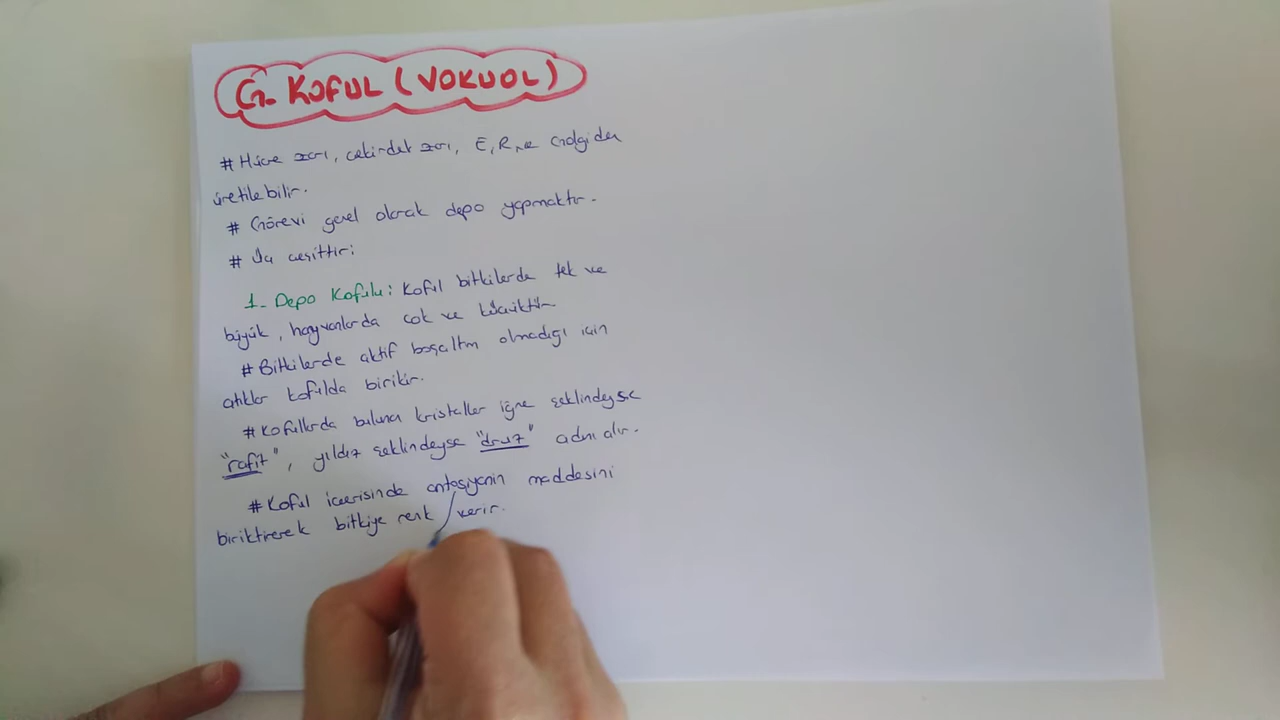 G. KOFUL (VOKUOL)
# Hücre zarı, çekirdek zarı, E,R, ve Golgiden
üretilebilir.
# Görevi genel olarak depo yapmaktır.
# Üç çeşittir:
1- Depo Kofulu: Koful bitkilerde tek ve
büyük, hayvanlarda çok ve küçüktür
# Bitkilerde aktif boşaltım olmadığı için
atıklar kofulda birikir.
# Kofullarda bulunan kristaller iğne şeklindeyse
"rafit", yıldız şeklindeyse "druz" adını alır.
# Koful içerisinde antosiyanin maddesini
biriktirerek bitkiye renk verir.